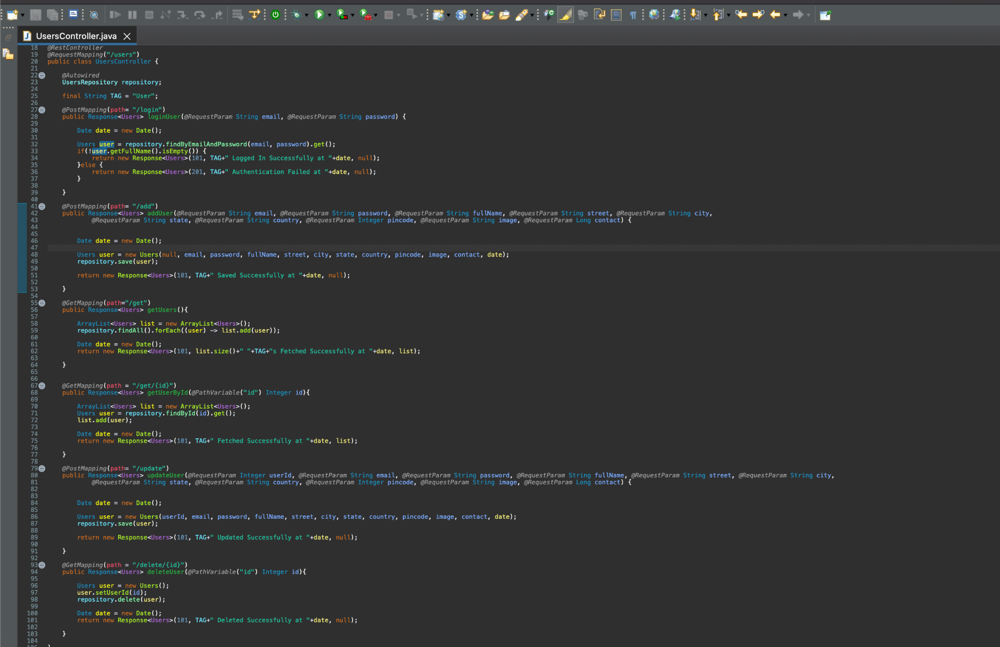 UsersController.java
18 @RestController
19 @RequestMapping("/users")
20 public class UsersController {
21
22 @Autowired
23 UsersRepository repository;
24
25 final String TAG = "User";
26
27 @PostMapping(path= "/login")
28 public Response<Users> loginUser(@RequestParam String email, @RequestParam String password) {
29
30 Date date = new Date();
31
32 Users user = repository.findByEmailAndPassword(email, password).get();
33 if(!user.getFullName().isEmpty()) {
34 return new Response<Users>(101, TAG+" Logged In Successfully at "+date, null);
35 }else {
36 return new Response<Users>(201, TAG+" Authentication Failed at "+date, null);
37 }
38
39 }
40
41 @PostMapping(path= "/add")
42 public Response<Users> addUser(@RequestParam String email, @RequestParam String password, @RequestParam String fullName, @RequestParam String street, @RequestParam String city,
43 @RequestParam String state, @RequestParam String country, @RequestParam Integer pincode, @RequestParam String image, @RequestParam Long contact) {
44
45
46 Date date = new Date();
47
48 Users user = new Users(null, email, password, fullName, street, city, state, country, pincode, image, contact, date);
49 repository.save(user);
50
51 return new Response<Users>(101, TAG+" Saved Successfully at "+date, null);
52
53 }
54
55 @GetMapping(path="/get")
56 public Response<Users> getUsers(){
57
58 ArrayList<Users> list = new ArrayList<Users>();
59 repository.findAll().forEach((user) -> list.add(user));
60
61 Date date = new Date();
62 return new Response<Users>(101, list.size()+" "+TAG+"s Fetched Successfully at "+date, list);
63
64 }
65
66
67 @GetMapping(path = "/get/{id}")
68 public Response<Users> getUserById(@PathVariable("id") Integer id){
69
70 ArrayList<Users> list = new ArrayList<Users>();
71 Users user = repository.findById(id).get();
72 list.add(user);
73
74 Date date = new Date();
75 return new Response<Users>(101, TAG+" Fetched Successfully at "+date, list);
76
77 }
78
79 @PostMapping(path= "/update")
80 public Response<Users> updateUser(@RequestParam Integer userId, @RequestParam String email, @RequestParam String password, @RequestParam String fullName, @RequestParam String street, @RequestParam String city,
81 @RequestParam String state, @RequestParam String country, @RequestParam Integer pincode, @RequestParam String image, @RequestParam Long contact) {
82
83
84 Date date = new Date();
85
86 Users user = new Users(userId, email, password, fullName, street, city, state, country, pincode, image, contact, date);
87 repository.save(user);
88
89 return new Response<Users>(101, TAG+" Updated Successfully at "+date, null);
90
91 }
92
93 @GetMapping(path = "/delete/{id}")
94 public Response<Users> deleteUser(@PathVariable("id") Integer id){
95
96 Users user = new Users();
97 user.setUserId(id);
98 repository.delete(user);
99
100 Date date = new Date();
101 return new Response<Users>(101, TAG+" Deleted Successfully at "+date, null);
102
103 }
104